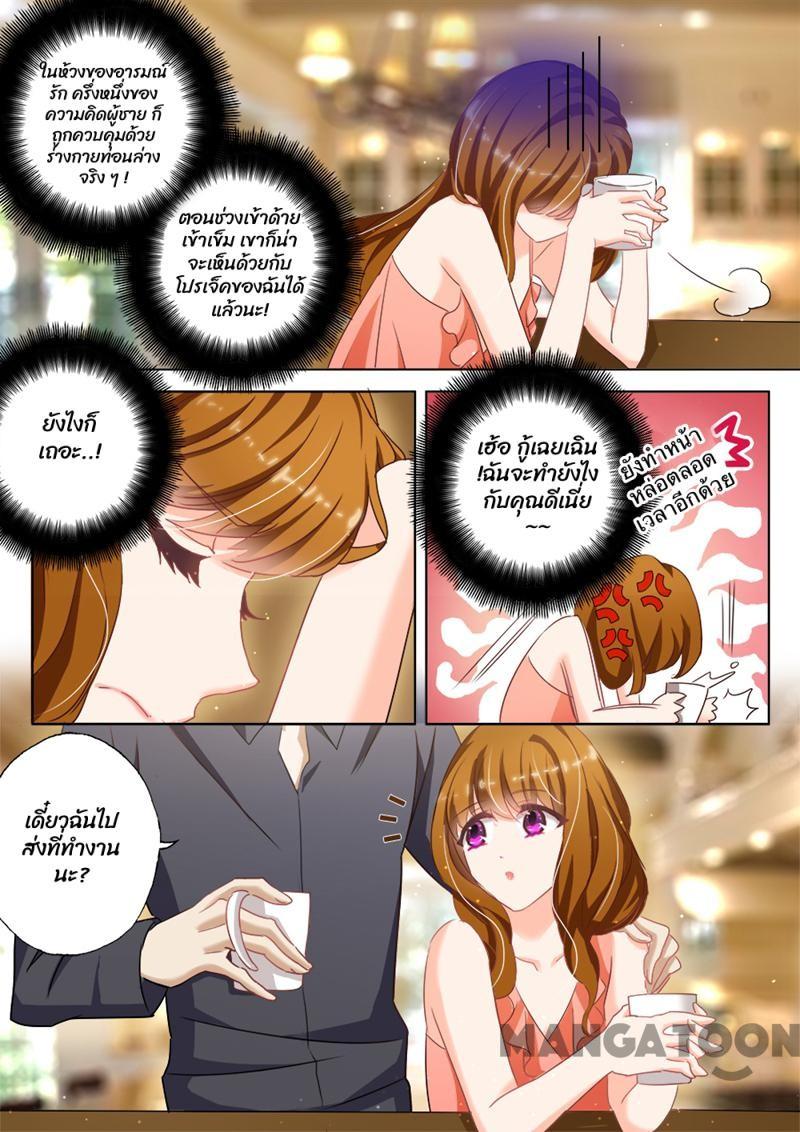 ในห้วงของอารมณ์
รัก ครึ่งหนึ่งของ
ความคิดผู้ชาย ก็
ถูกควบคุมด้วย
ร่างกายท่อนล่าง
จริง ๆ !
ตอนช่วงเข้าด้าย
เข้าเข็ม เขาก็น่า
จะเห็นด้วยกับ
โปรเจ็คของฉันได้
แล้วนะ!
ยังไงก็
เถอะ..!
เฮ้อ กู้เฉยเฉิน
!ฉันจะทำยังไง
กับคุณดีเนี่ย
~~
ยังทำหน้า
หล่อตลอด
เวลาอีกด้วย
เดี๋ยวฉันไป
ส่งที่ทำงาน
นะ?
MANGATOON